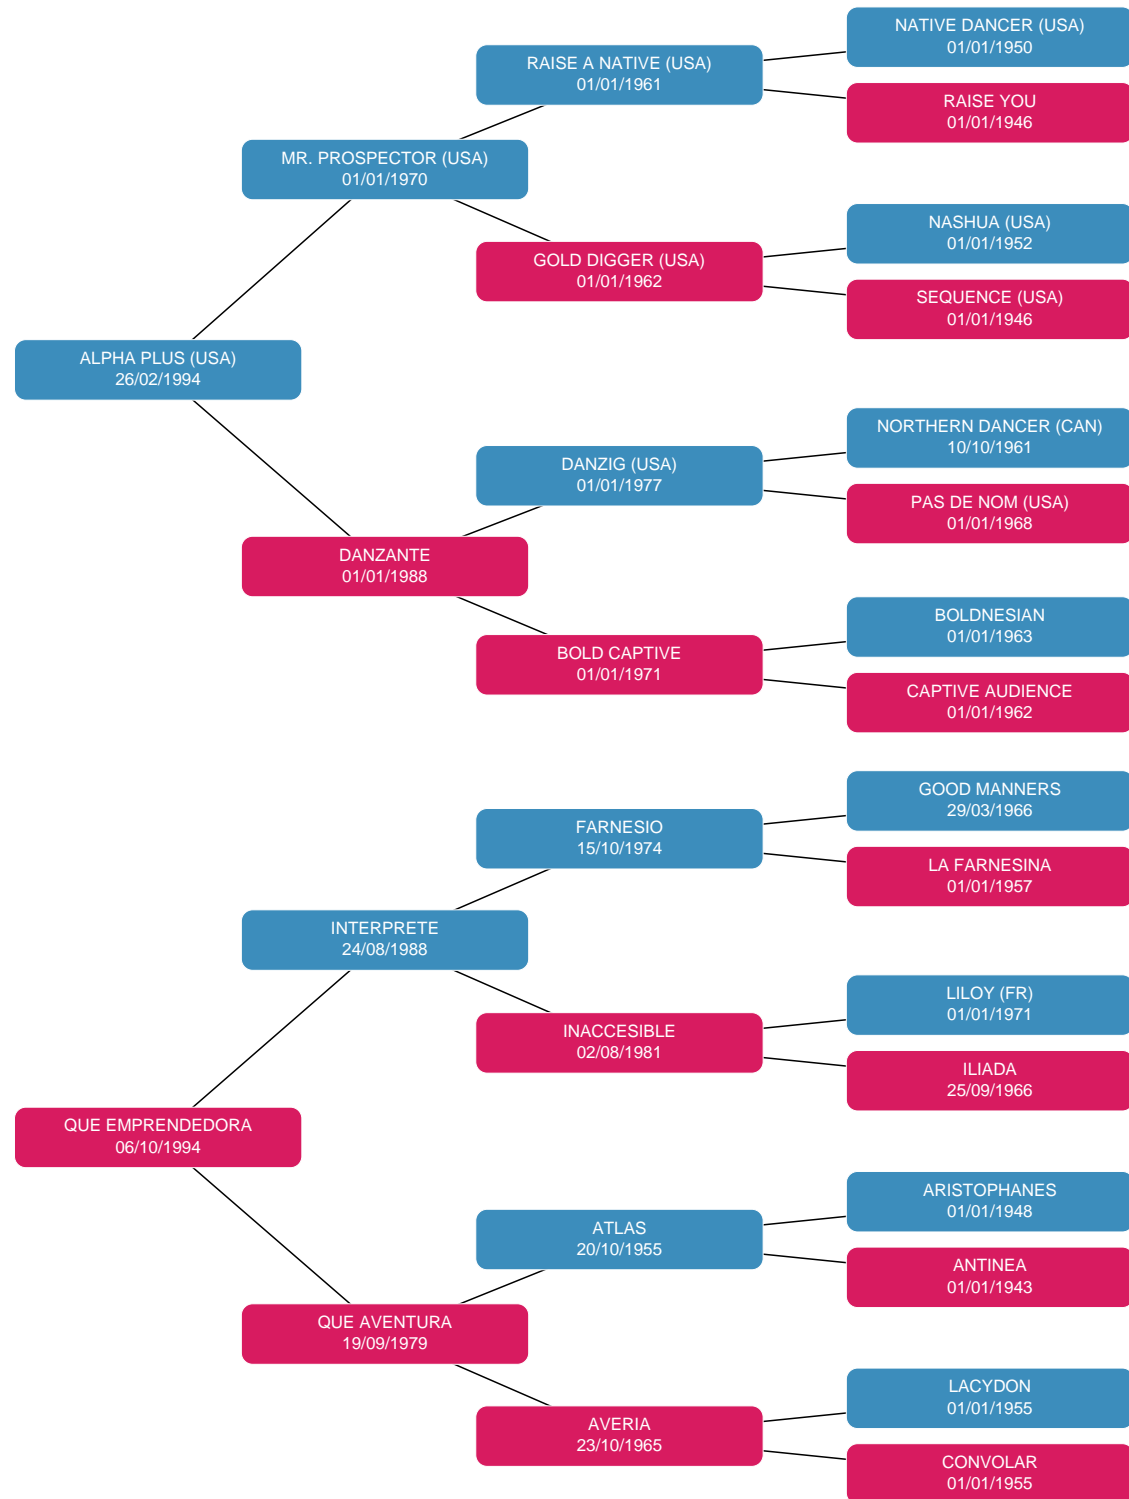 NATIVE DANCER (USA)
01/01/1950
RAISE A NATIVE (USA)
01/01/1961
RAISE YOU
01/01/1946
MR. PROSPECTOR (USA)
01/01/1970
NASHUA (USA)
01/01/1952
GOLD DIGGER (USA)
01/01/1962
SEQUENCE (USA)
01/01/1946
ALPHA PLUS (USA)
26/02/1994
NORTHERN DANCER (CAN)
10/10/1961
DANZIG (USA)
01/01/1977
PAS DE NOM (USA)
01/01/1968
DANZANTE
01/01/1988
BOLDNESIAN
01/01/1963
BOLD CAPTIVE
01/01/1971
CAPTIVE AUDIENCE
01/01/1962
GOOD MANNERS
29/03/1966
FARNESIO
15/10/1974
LA FARNESINA
01/01/1957
INTERPRETE
24/08/1988
LILOY (FR)
01/01/1971
INACCESIBLE
02/08/1981
ILIADA
25/09/1966
QUE EMPRENDEDORA
06/10/1994
ARISTOPHANES
01/01/1948
ATLAS
20/10/1955
ANTINEA
01/01/1943
QUE AVENTURA
19/09/1979
LACYDON
01/01/1955
AVERIA
23/10/1965
CONVOLAR
01/01/1955